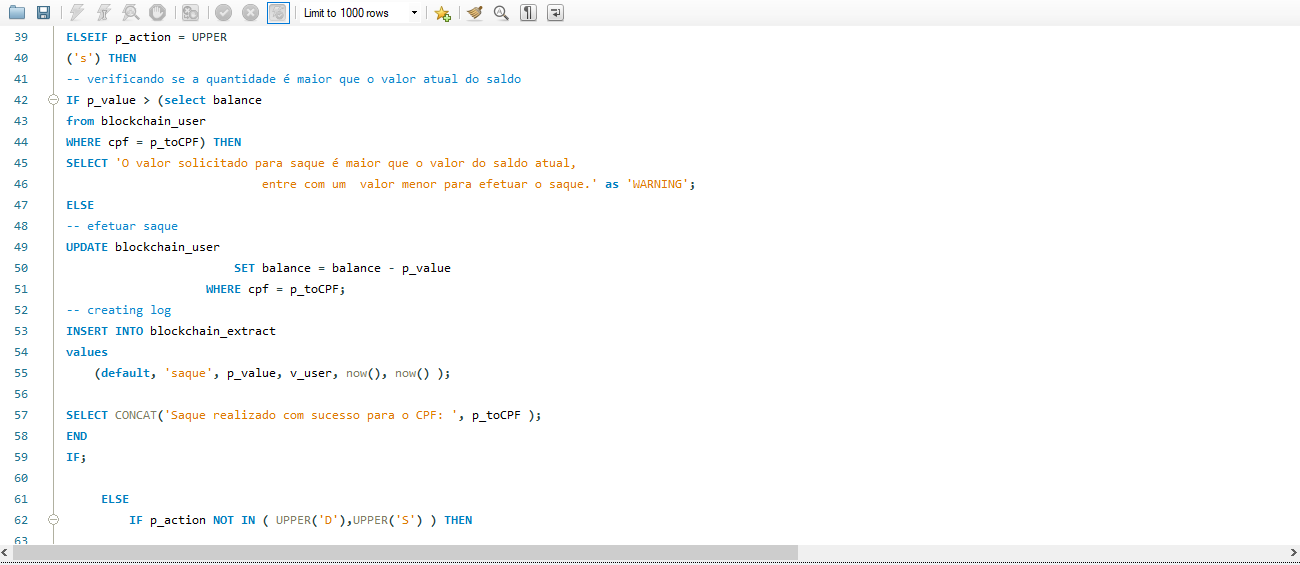 Limit to 1000 rows
39 ELSEIF p_action = UPPER
40 ('s') THEN
41 -- verificando se a quantidade é maior que o valor atual do saldo
42 IF p_value > (select balance
43 from blockchain_user
44 WHERE cpf = p_toCPF) THEN
45 SELECT 'O valor solicitado para saque é maior que o valor do saldo atual,
46 entre com um  valor menor para efetuar o saque.' as 'WARNING';
47 ELSE
48 -- efetuar saque
49 UPDATE blockchain_user
50 SET balance = balance - p_value
51 WHERE cpf = p_toCPF;
52 -- creating log
53 INSERT INTO blockchain_extract
54 values
55 (default, 'saque', p_value, v_user, now(), now() );
56
57 SELECT CONCAT('Saque realizado com sucesso para o CPF: ', p_toCPF );
58 END
59 IF;
60
61 ELSE
62 IF p_action NOT IN ( UPPER('D'),UPPER('S') ) THEN
63